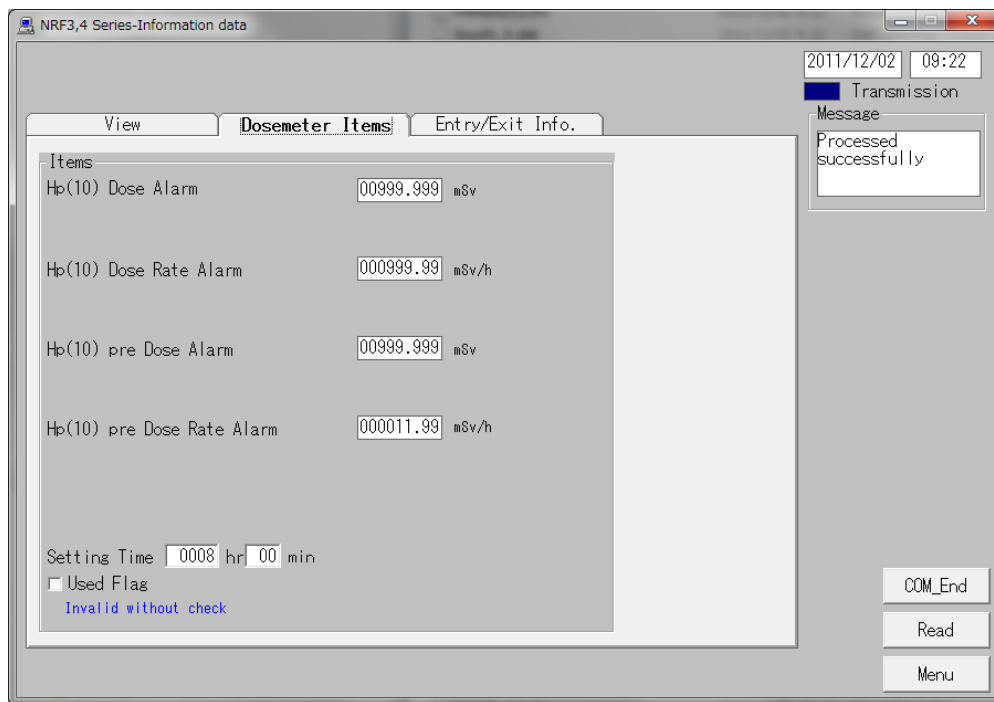 NRF3,4 Series-Information data
2011/12/02 09:22
Transmission
Message
Processed
successfully
View Dosemeter Items Entry/Exit Info.
Items
Hp(10) Dose Alarm 00999.999 mSv
Hp(10) Dose Rate Alarm 000999.99 mSv/h
Hp(10) pre Dose Alarm 00999.999 mSv
Hp(10) pre Dose Rate Alarm 000011.99 mSv/h
Setting Time 0008 hr 00 min
Used Flag
Invalid without check
COM_End
Read
Menu